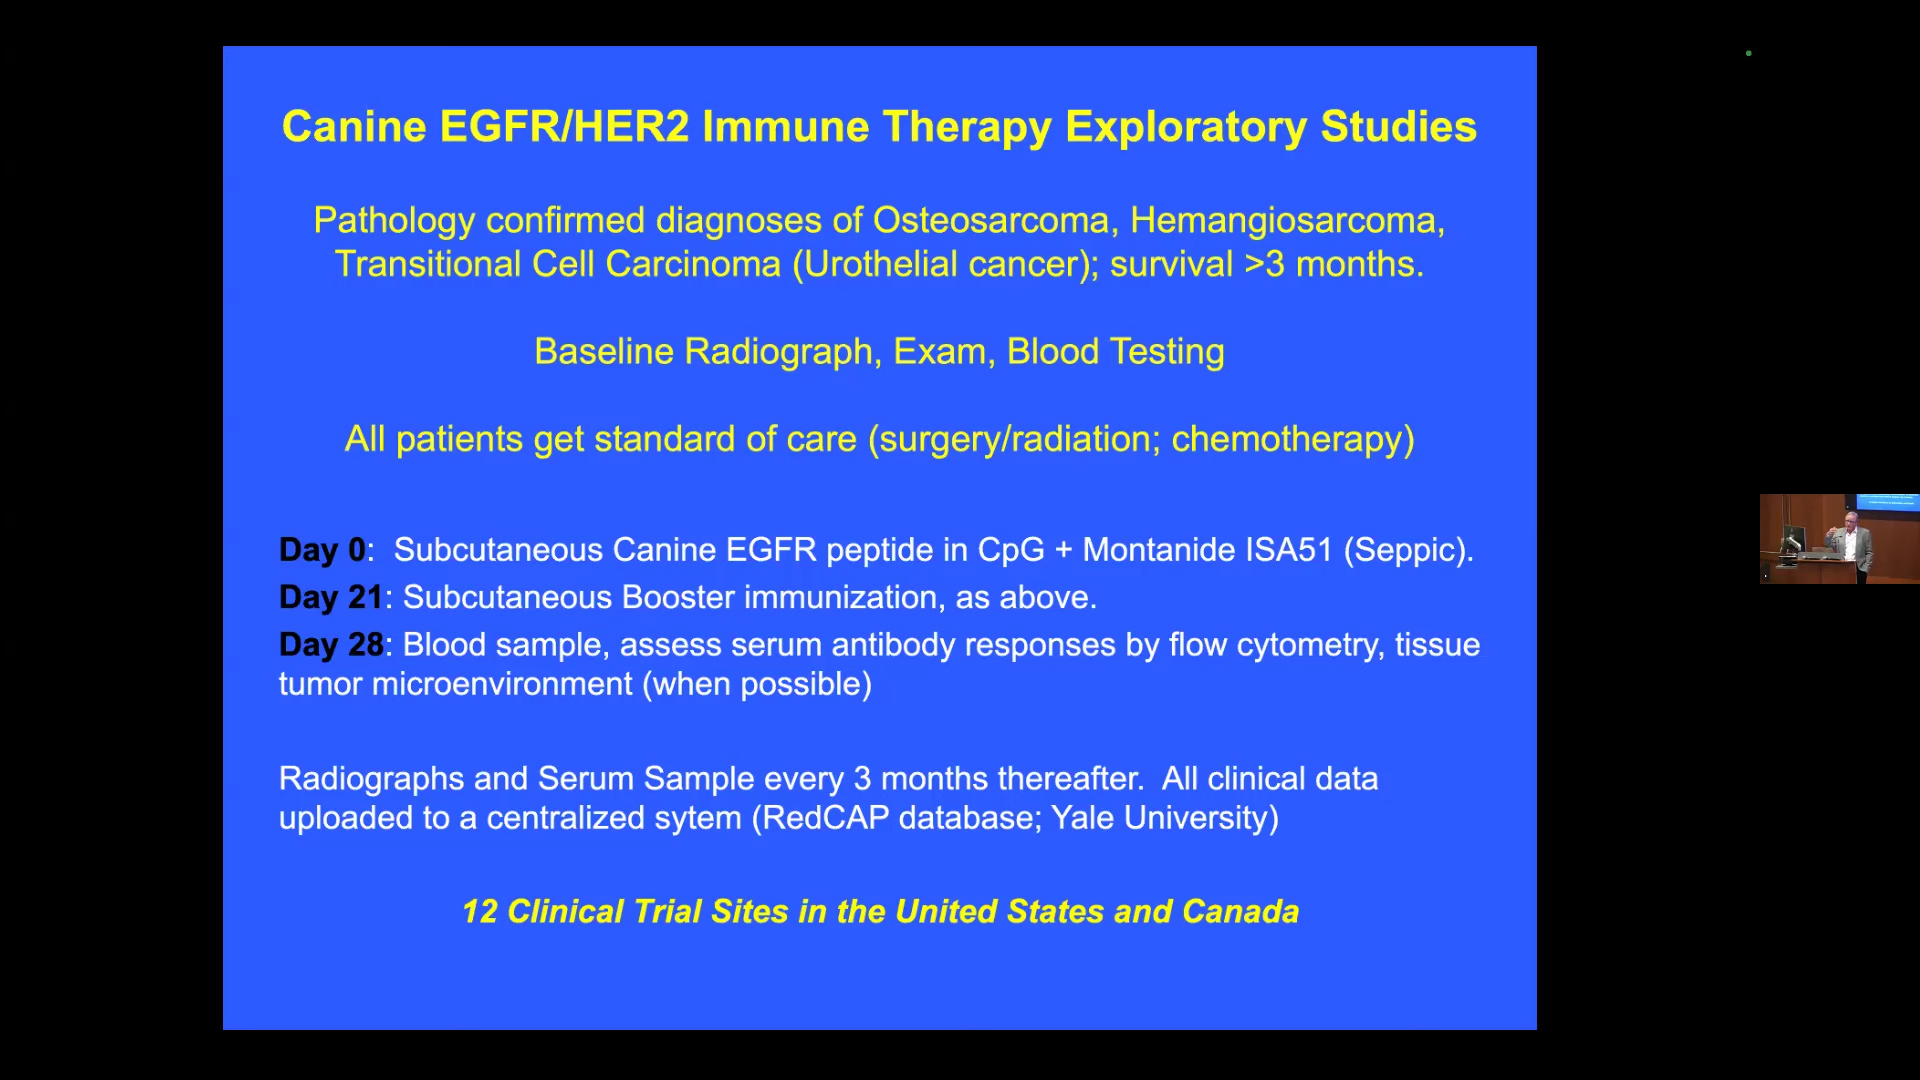 Canine EGFR/HER2 Immune Therapy Exploratory Studies
Pathology confirmed diagnoses of Osteosarcoma, Hemangiosarcoma,
Transitional Cell Carcinoma (Urothelial cancer); survival >3 months.
Baseline Radiograph, Exam, Blood Testing
All patients get standard of care (surgery/radiation; chemotherapy)
Day 0: Subcutaneous Canine EGFR peptide in CpG + Montanide ISA51 (Seppic).
Day 21: Subcutaneous Booster immunization, as above.
Day 28: Blood sample, assess serum antibody responses by flow cytometry, tissue
tumor microenvironment (when possible)
Radiographs and Serum Sample every 3 months thereafter. All clinical data
uploaded to a centralized sytem (RedCAP database; Yale University)
12 Clinical Trial Sites in the United States and Canada